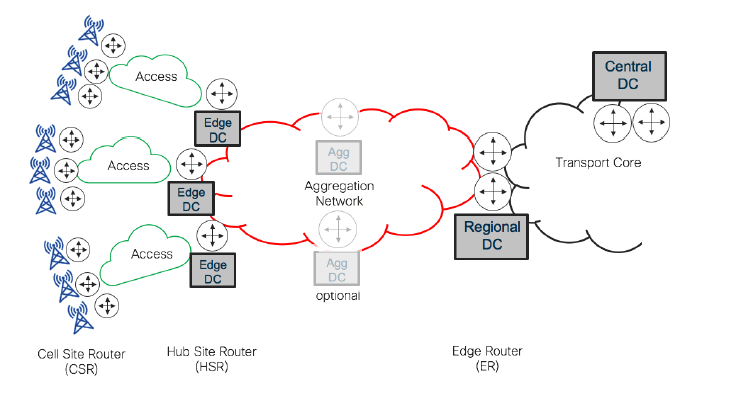 Central
DC
Access
Edge
DC
Agg
DC
Transport Core
Access
Aggregation
Network
Edge
DC
Regional
DC
Access
Edge
DC
Agg
DC
optional
Cell Site Router
(CSR)
Hub Site Router
(HSR)
Edge Router
(ER)